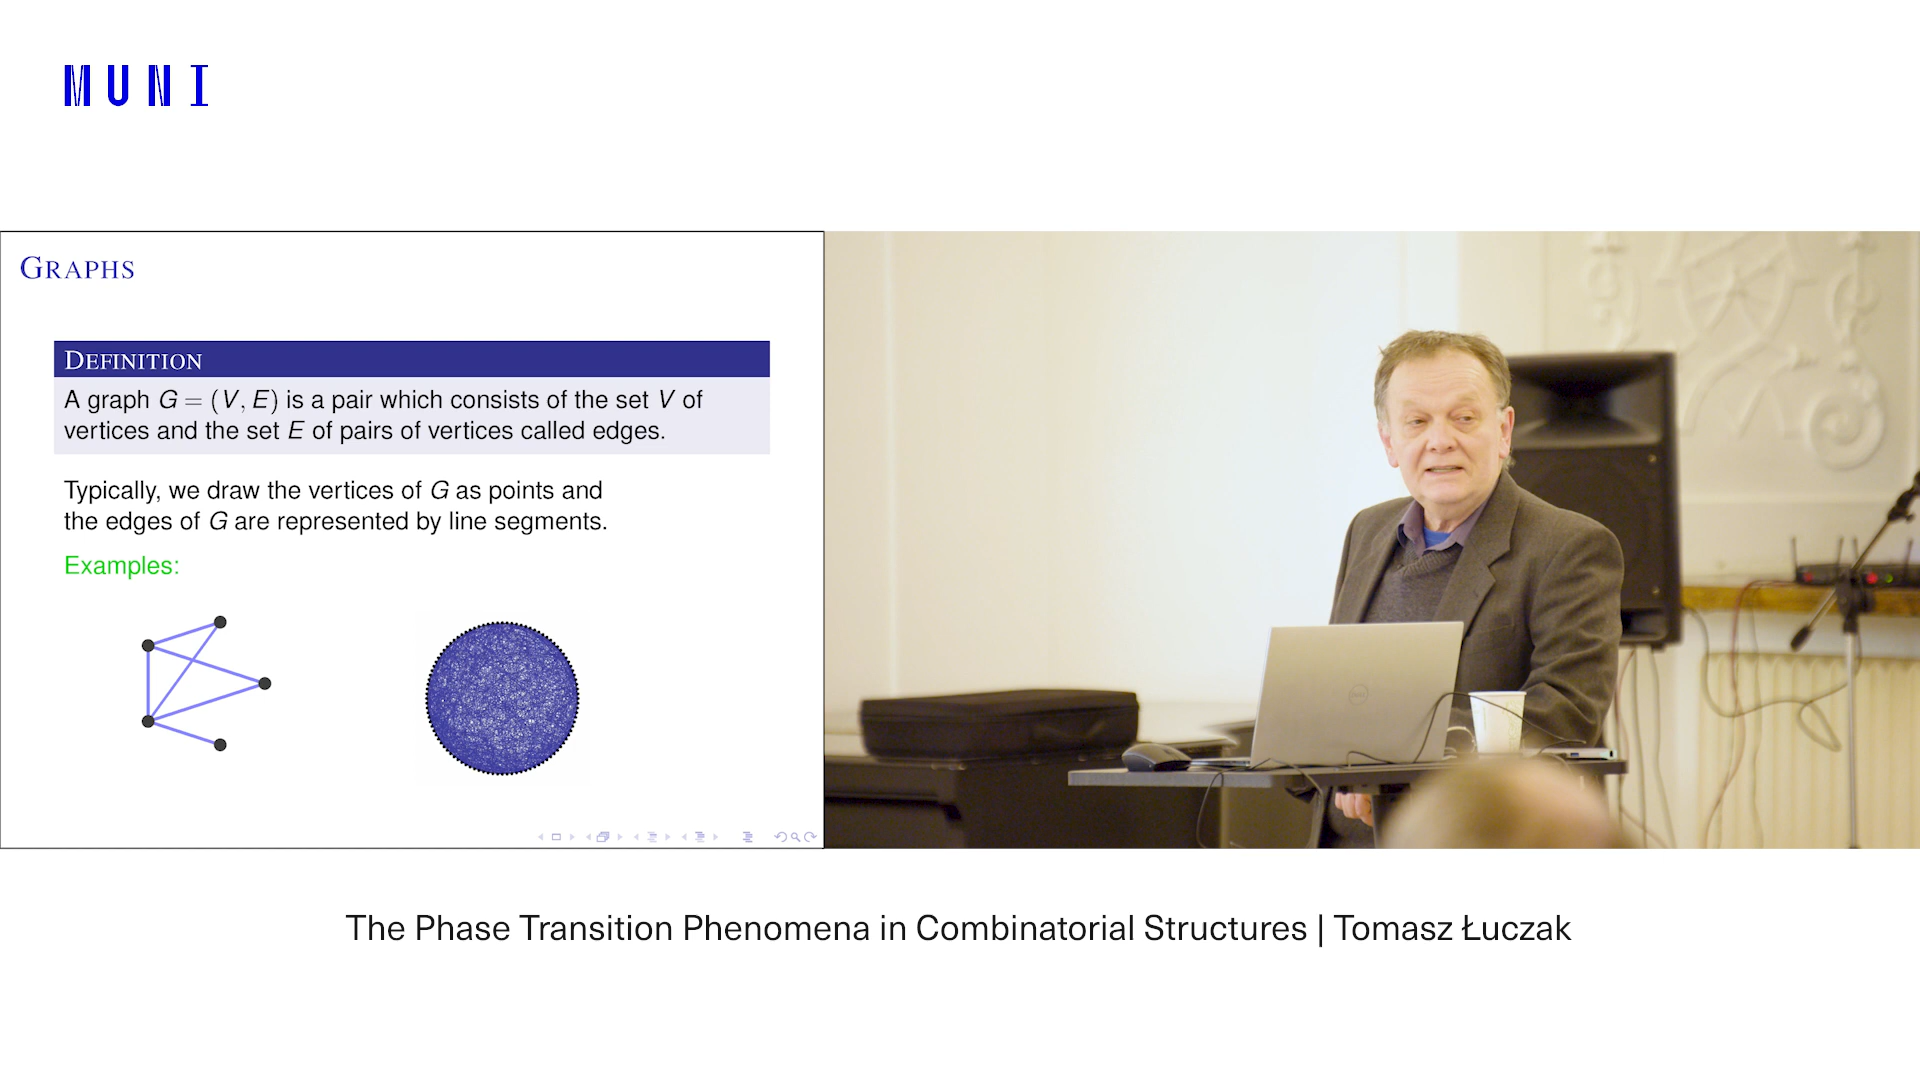 MUNI
GRAPHS
DEFINITION
A graph G = (V, E) is a pair which consists of the set V of
vertices and the set E of pairs of vertices called edges.
Typically, we draw the vertices of G as points and
the edges of G are represented by line segments.
Examples:
The Phase Transition Phenomena in Combinatorial Structures | Tomasz Łuczak